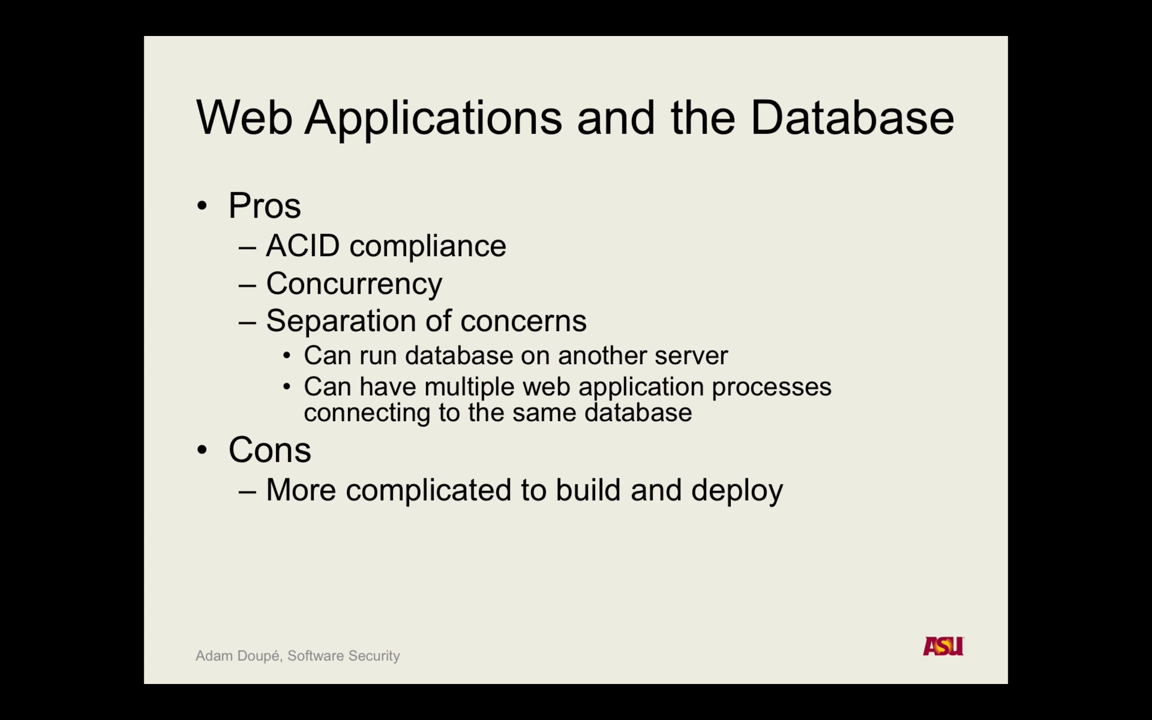 Web Applications and the Database
• Pros
– ACID compliance
– Concurrency
– Separation of concerns
• Can run database on another server
• Can have multiple web application processes
connecting to the same database
• Cons
– More complicated to build and deploy
Adam Doupé, Software Security
ASU